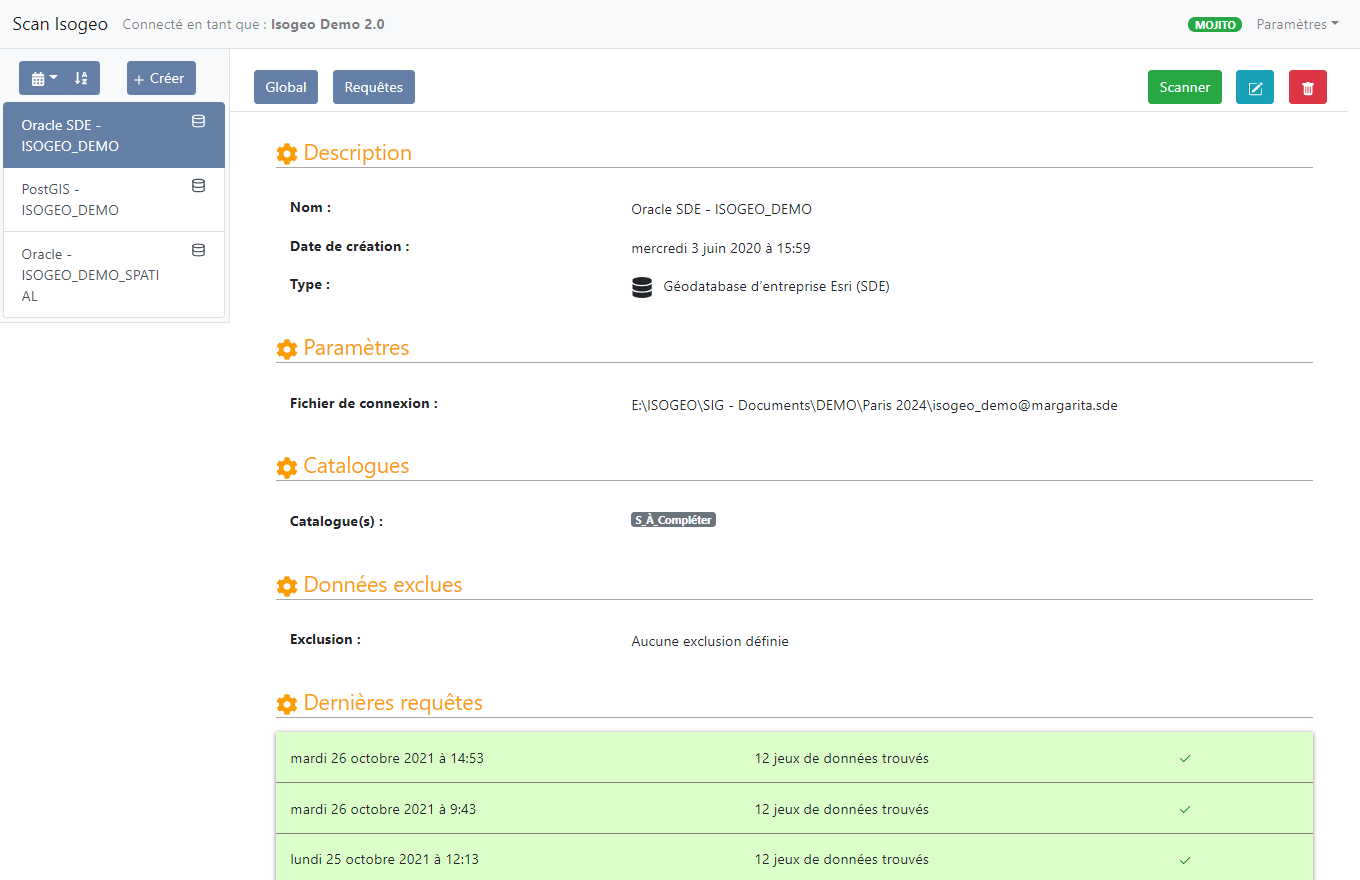 Scan Isogeo Connecté en tant que : Isogeo Demo 2.0 MOJITO Paramètres
+ Créer
Oracle SDE -
ISOGEO_DEMO
PostGIS -
ISOGEO_DEMO
Oracle -
ISOGEO_DEMO_SPATI
AL
Global Requêtes Scanner
Description
Nom : Oracle SDE - ISOGEO_DEMO
Date de création : mercredi 3 juin 2020 à 15:59
Type : Géodatabase d’entreprise Esri (SDE)
Paramètres
Fichier de connexion : E:\ISOGEO\SIG - Documents\DEMO\Paris 2024\isogeo_demo@margarita.sde
Catalogues
Catalogue(s) : S_À_Compléter
Données exclues
Exclusion : Aucune exclusion définie
Dernières requêtes
mardi 26 octobre 2021 à 14:53 12 jeux de données trouvés
mardi 26 octobre 2021 à 9:43 12 jeux de données trouvés
lundi 25 octobre 2021 à 12:13 12 jeux de données trouvés